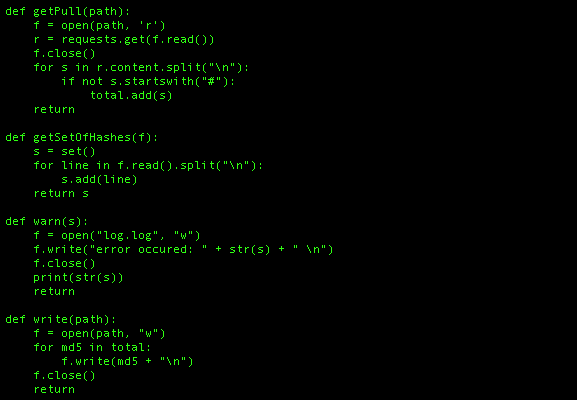 def getPull(path):
    f = open(path, 'r')
    r = requests.get(f.read())
    f.close()
    for s in r.content.split("\n"):
        if not s.startswith("#"):
            total.add(s)
    return

def getSetOfHashes(f):
    s = set()
    for line in f.read().split("\n"):
        s.add(line)
    return s

def warn(s):
    f = open("log.log", "w")
    f.write("error occured: " + str(s) + " \n")
    f.close()
    print(str(s))
    return

def write(path):
    f = open(path, "w")
    for md5 in total:
        f.write(md5 + "\n")
    f.close()
    return